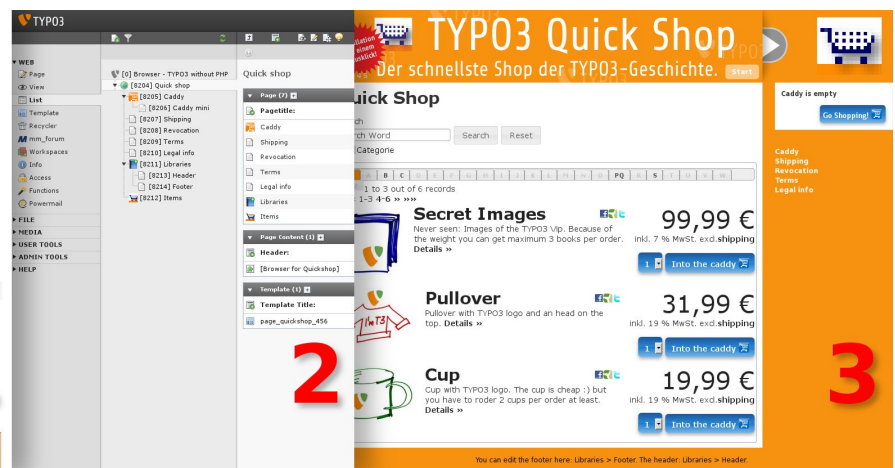 TYPO3
WEB
Page
View
List
Template
Recycler
mm_forum
Workspaces
Info
Access
Functions
Powermail
FILE
MEDIA
USER TOOLS
ADMIN TOOLS
HELP
[0] Browser - TYPO3 without PHP
[8204] Quick shop
[8205] Caddy
[8206] Caddy mini
[8207] Shipping
[8208] Revocation
[8209] Terms
[8210] Legal info
[8211] Libraries
[8213] Header
[8214] Footer
[8212] Items
Quick shop
Page (7)
Pagetitle:
Caddy
Shipping
Revocation
Terms
Legal info
Libraries
Items
Page Content (1)
Header:
[Browser for Quickshop]
Template (1)
Template Title:
page_quickshop_456
2
TYPO3 Quick Shop
Der schnellste Shop der TYPO3-Geschichte.
Start
uick Shop
rch Word
Search
Reset
Categorie
A B C D E F G H I J K L M N O PQ R S T U V W
1 to 3 out of 6 records
1-3 4-6 » »»
Secret Images
99,99 €
Never seen: Images of the TYPO3 Vip. Because of
the weight you can get maximum 3 books per order.
Details »
inkl. 7 % MwSt. excl.shipping
1
Into the caddy
Pullover
31,99 €
Pullover with TYPO3 logo and an head on the
top. Details »
inkl. 19 % MwSt. excl.shipping
1
Into the caddy
Cup
19,99 €
Cup with TYPO3 logo. The cup is cheap :) but
you have to roder 2 cups per order at least.
Details »
inkl. 19 % MwSt. excl.shipping
1
Into the caddy
You can edit the footer here: Libraries > Footer. The header: Libraries > Header.
Caddy is empty
Go Shopping!
Caddy
Shipping
Revocation
Terms
Legal info
3